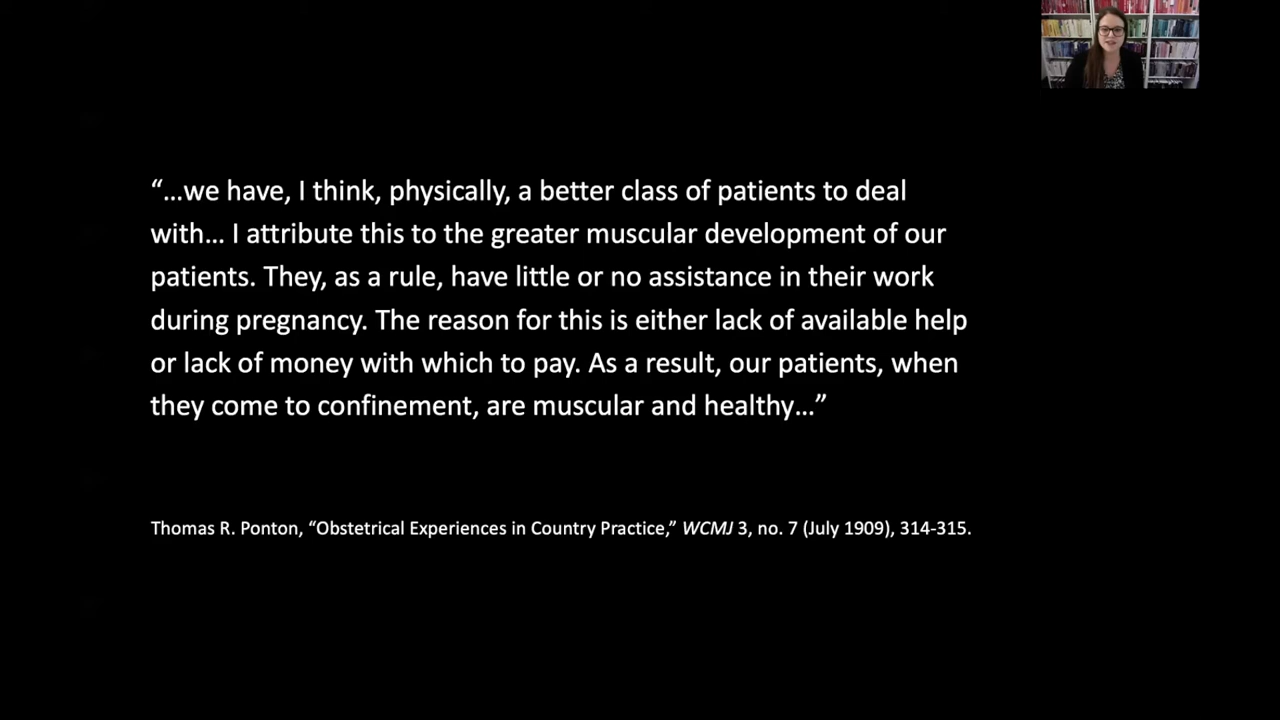 “…we have, I think, physically, a better class of patients to deal
with… I attribute this to the greater muscular development of our
patients. They, as a rule, have little or no assistance in their work
during pregnancy. The reason for this is either lack of available help
or lack of money with which to pay. As a result, our patients, when
they come to confinement, are muscular and healthy…”
Thomas R. Ponton, “Obstetrical Experiences in Country Practice,” WCMJ 3, no. 7 (July 1909), 314-315.